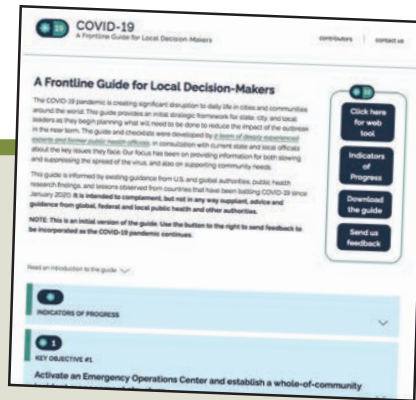 COVID-19
A Frontline Guide for Local Decision-Makers
contributors contact us
A Frontline Guide for Local Decision-Makers
The COVID-19 pandemic is creating significant disruption to daily life in cities and communities
around the world. This guide provides an initial strategic framework for state, city, and local
leaders as they begin planning what will need to be done to reduce the impact of the outbreak
in the near term. The guide and checklists were developed by a team of deeply experienced
experts and former public health officials, in consultation with current state and local officials
about the key issues they face. Our focus has been on providing information for both slowing
and suppressing the spread of the virus, and also on supporting community needs.
This guide is informed by existing guidance from U.S. and global authorities, public health
research findings, and lessons observed from countries that have been battling COVID-19 since
January 2020. It is intended to complement, but not in any way supplant, advice and
guidance from global, federal and local public health and other authorities.
NOTE: This is an initial version of the guide. Use the button to the right to send feedback to
be incorporated as the COVID-19 pandemic continues.
19
Click here
for web
tool
Indicators
of
Progress
Download
the guide
Send us
feedback
Read an introduction to the guide
INDICATORS OF PROGRESS
1
KEY OBJECTIVE #1
Activate an Emergency Operations Center and establish a whole-of-community